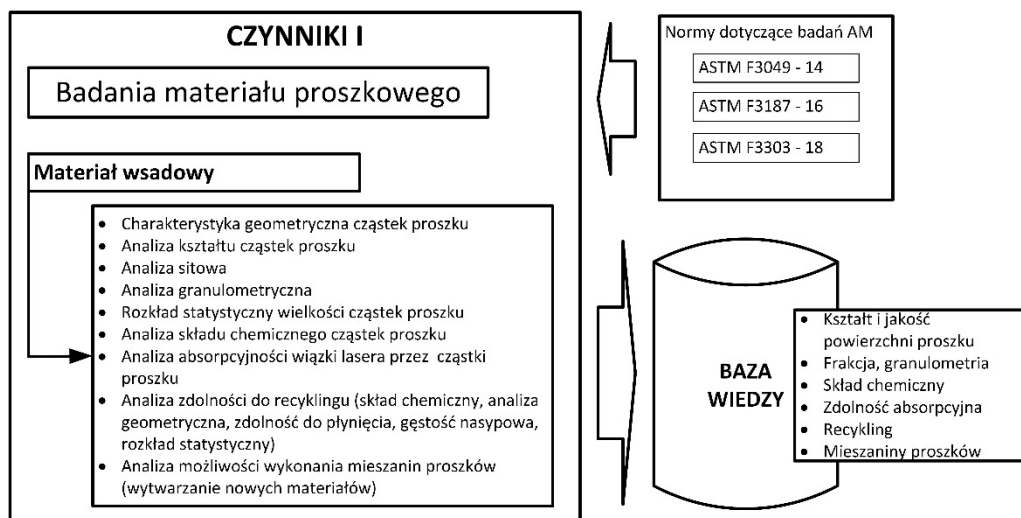 CZYNNIKI I
Badania materiału proszkowego
Materiał wsadowy
• Charakterystyka geometryczna cząstek proszku
• Analiza kształtu cząstek proszku
• Analiza sitowa
• Analiza granulometryczna
• Rozkład statystyczny wielkości cząstek proszku
• Analiza składu chemicznego cząstek proszku
• Analiza absorpcyjności wiązki lasera przez cząstki
proszku
• Analiza zdolności do recyklingu (skład chemiczny, analiza
geometryczna, zdolność do płynięcia, gęstość nasypowa,
rozkład statystyczny)
• Analiza możliwości wykonania mieszanin proszków
(wytwarzanie nowych materiałów)
Normy dotyczące badań AM
ASTM F3049 - 14
ASTM F3187 - 16
ASTM F3303 - 18
BAZA
WIEDZY
• Kształt i jakość
powierzchni proszku
• Frakcja, granulometria
• Skład chemiczny
• Zdolność absorpcyjna
• Recykling
• Mieszaniny proszków